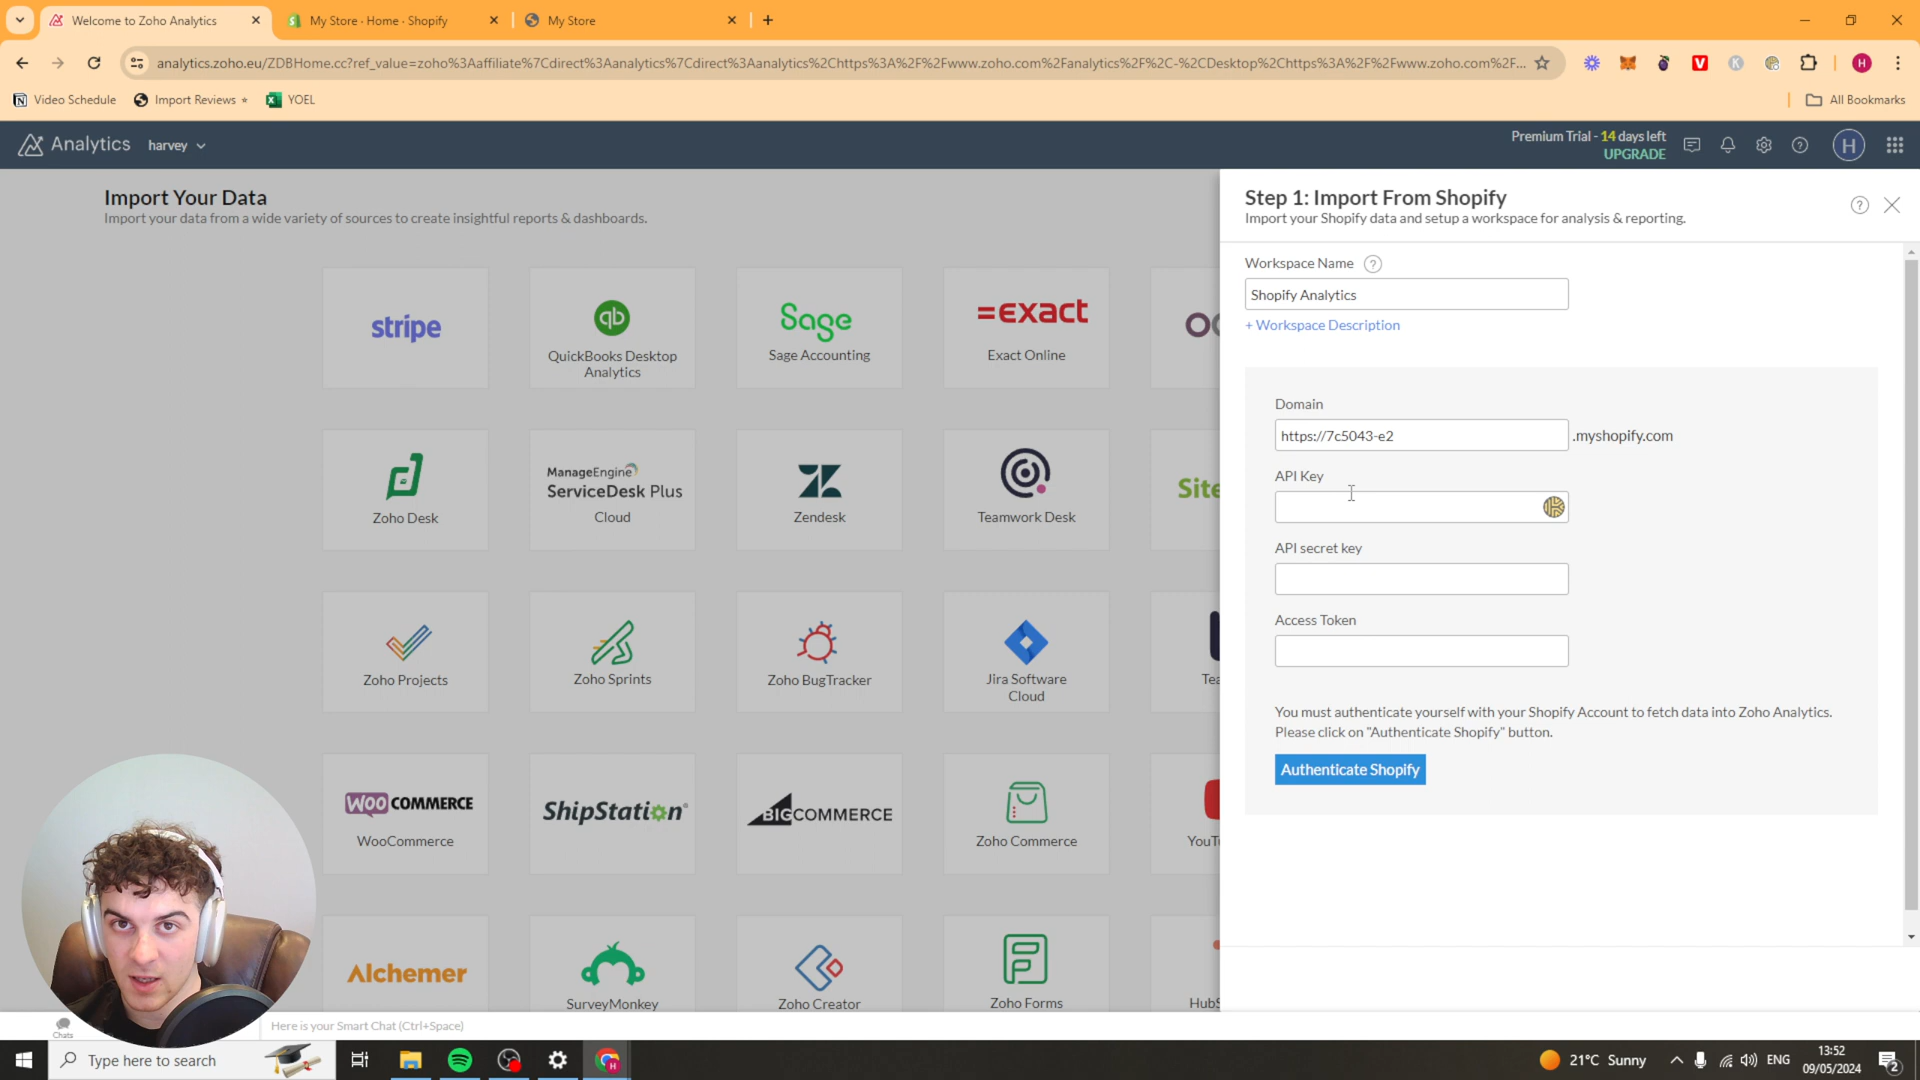 Welcome to Zoho Analytics
My Store · Home · Shopify
My Store
analytics.zoho.eu/ZDBHome.cc?ref_value=zoho%3Aaffiliate%7Cdirect%3Aanalytics%7Cdirect%3Aanalytics%2Chttps%3A%2F%2Fwww.zoho.com%2Fanalytics%2F%2C-%2CDesktop%2Chttps%3A%2F%2Fwww.zoho.com%2F...
Video Schedule
Import Reviews
YOEL
All Bookmarks
Analytics
harvey
Premium Trial - 14 days left
UPGRADE
H
Import Your Data
Import your data from a wide variety of sources to create insightful reports & dashboards.
Step 1: Import From Shopify
Import your Shopify data and setup a workspace for analysis & reporting.
Workspace Name
Shopify Analytics
+ Workspace Description
Domain
https://7c5043-e2
.myshopify.com
API Key
API secret key
Access Token
You must authenticate yourself with your Shopify Account to fetch data into Zoho Analytics.
Please click on "Authenticate Shopify" button.
Authenticate Shopify
stripe
qb
QuickBooks Desktop
Analytics
Sage
Sage Accounting
=exact
Exact Online
Zoho Desk
ManageEngine
ServiceDesk Plus
Cloud
Zendesk
Teamwork Desk
Site
Zoho Projects
Zoho Sprints
Zoho BugTracker
Jira Software
Cloud
Tea
WOO COMMERCE
WooCommerce
ShipStation
BIGCOMMERCE
Zoho Commerce
YouTu
Alchemer
SurveyMonkey
Zoho Creator
Zoho Forms
HubS
Chats
Here is your Smart Chat (Ctrl+Space)
Type here to search
21°C Sunny
ENG
13:52
09/05/2024
2